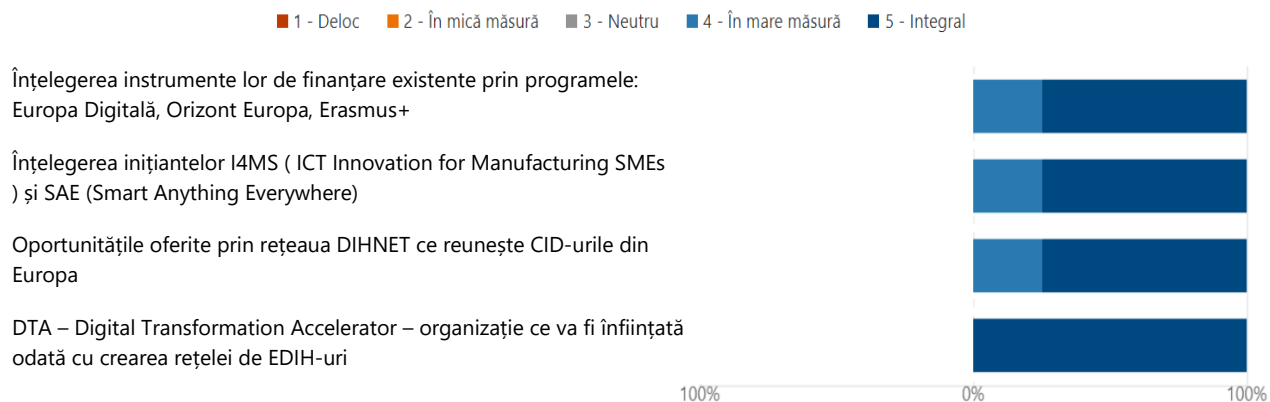 1 - Deloc 2 - În mică măsură 3 - Neutru 4 - În mare măsură 5 - Integral
Înțelegerea instrumente lor de finanțare existente prin programele:
Europa Digitală, Orizont Europa, Erasmus+
Înțelegerea inițiantelor I4MS ( ICT Innovation for Manufacturing SMEs
) și SAE (Smart Anything Everywhere)
Oportunitățile oferite prin rețeaua DIHNET ce reunește CID-urile din
Europa
DTA – Digital Transformation Accelerator – organizație ce va fi înființată
odată cu crearea rețelei de EDIH-uri
100% 0% 100%